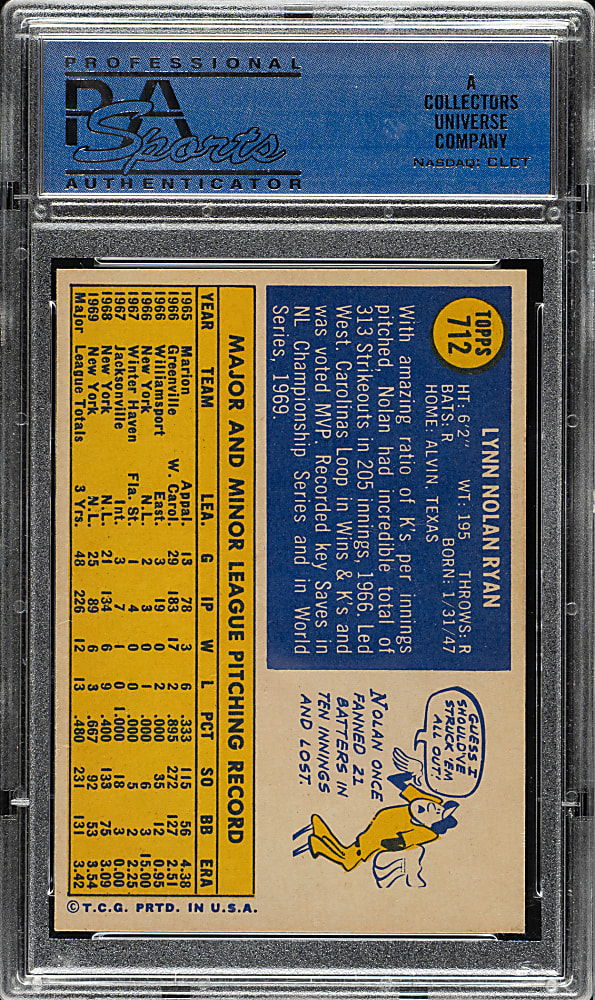 PROFESSIONAL
PSA
Sports
AUTHENTICATOR
A
COLLECTORS
UNIVERSE
COMPANY
NASDAQ: CLCT
TOPPS
712
LYNN NOLAN RYAN
HT: 6'2" WT: 195 THROWS: R
BATS: R BORN: 1/31/47
HOME: ALVIN, TEXAS
With amazing ratio of K's per innings
pitched, Nolan had incredible total of
313 Strikeouts in 205 innings, 1966. Led
West. Carolinas Loop in Wins & K's and
was voted MVP. Recorded key Saves in
NL Championship Series and in World
Series, 1969.
GUESS I
SHOULD'VE
STRUCK 'EM
ALL OUT!
NOLAN ONCE
FANNED 21
BATTERS IN
TEN INNINGS
AND LOST.
MAJOR AND MINOR LEAGUE PITCHING RECORD
YEAR TEAM LEA. G IP W L PCT SO BB ERA
1965 Marion Appal. 13 78 3 6 .333 115 56 4.38
1966 Greenville W. Carol. 29 183 17 2 .895 272 127 2.51
1966 Williamsport East. 3 19 0 2 .000 35 12 0.95
1966 New York N.L. 2 3 0 1 .000 6 3 15.00
1967 Winter Haven Fla. St. 1 4 0 0 .000 5 2 2.25
1967 Jacksonville Int. 3 7 1 0 1.000 18 3 0.00
1968 New York N.L. 21 134 6 9 .400 133 75 3.09
1969 New York N.L. 25 89 6 3 .667 92 53 3.54
Major League Totals 3 Yrs. 48 226 12 13 .480 231 131 3.42
© T.C.G. PRTD. IN U.S.A.